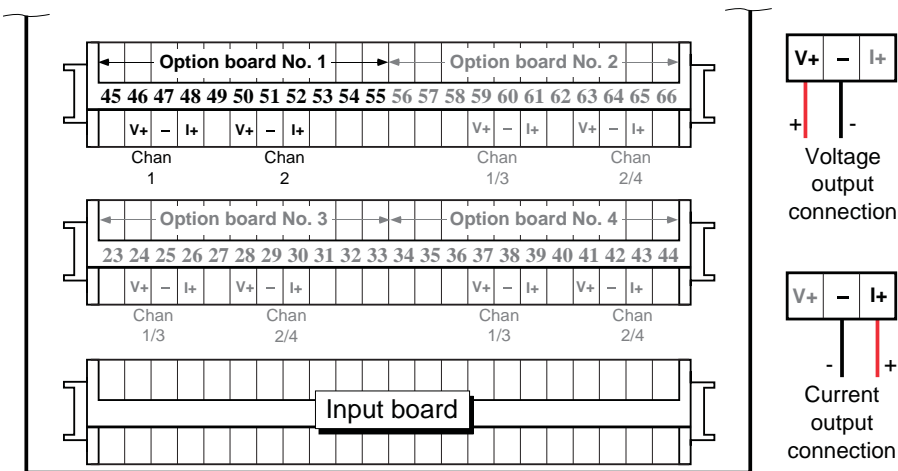 Option board No. 1 Option board No. 2
45 46 47 48 49 50 51 52 53 54 55 56 57 58 59 60 61 62 63 64 65 66
V+ – I+ V+ – I+ V+ – I+ V+ – I+
Chan Chan Chan Chan
1 2 1/3 2/4
Option board No. 3 Option board No. 4
23 24 25 26 27 28 29 30 31 32 33 34 35 36 37 38 39 40 41 42 43 44
V+ – I+ V+ – I+ V+ – I+ V+ – I+
Chan Chan Chan Chan
1/3 2/4 1/3 2/4
Input board
V+ – I+
+ -
Voltage
output
connection
V+ – I+
- +
Current
output
connection